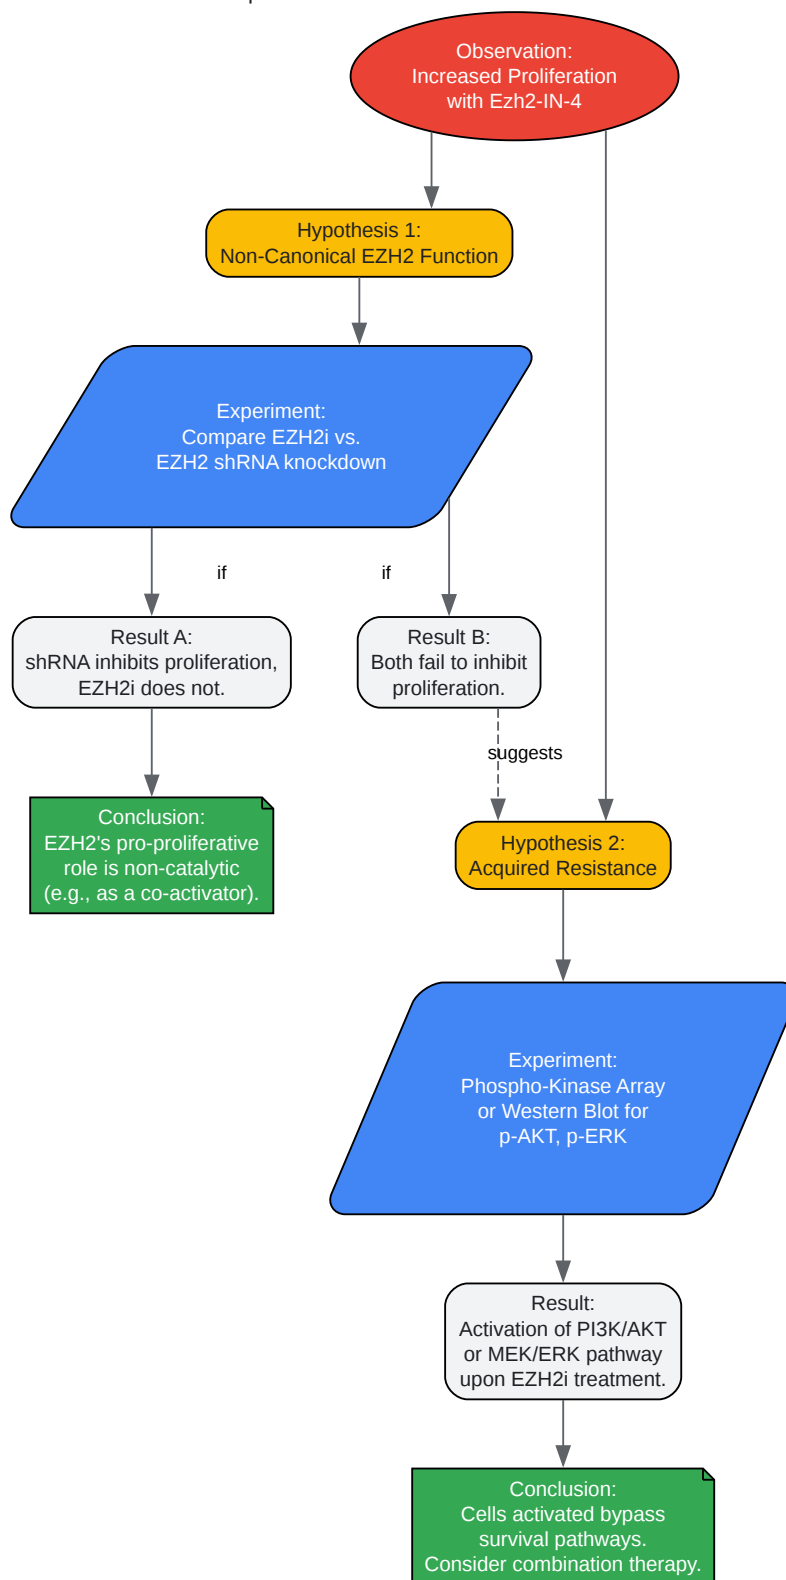 Observation:
Increased Proliferation
with Ezh2-IN-4
Hypothesis 1:
Non-Canonical EZH2 Function
Experiment:
Compare EZH2i vs.
EZH2 shRNA knockdown
if
if
Result A:
shRNA inhibits proliferation,
EZH2i does not.
Result B:
Both fail to inhibit
proliferation.
suggests
Conclusion:
EZH2's pro-proliferative
role is non-catalytic
(e.g., as a co-activator).
Hypothesis 2:
Acquired Resistance
Experiment:
Phospho-Kinase Array
or Western Blot for
p-AKT, p-ERK
Result:
Activation of PI3K/AKT
or MEK/ERK pathway
upon EZH2i treatment.
Conclusion:
Cells activated bypass
survival pathways.
Consider combination therapy.